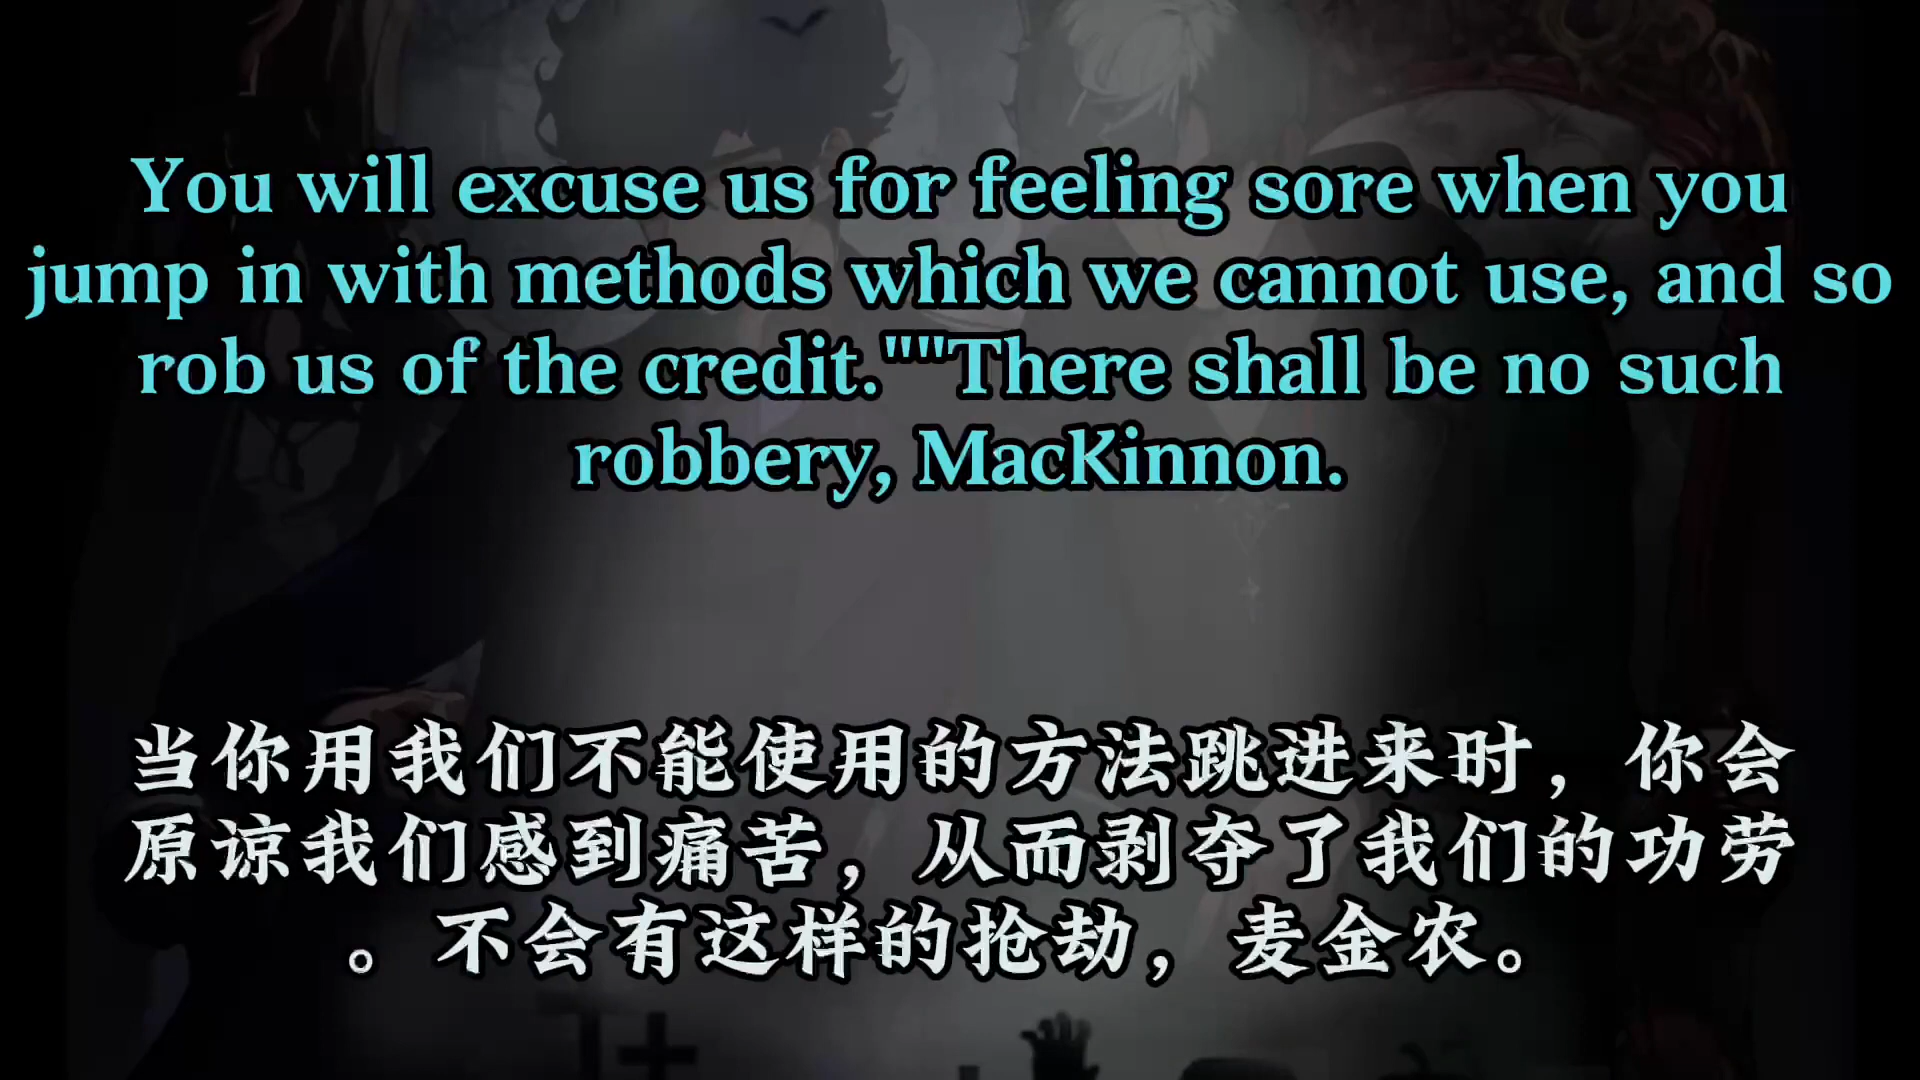 You will excuse us for feeling sore when you
jump in with methods which we cannot use, and so
rob us of the credit.""There shall be no such
robbery, MacKinnon.
当你用我们不能使用的方法跳进来时，你会
原谅我们感到痛苦，从而剥夺了我们的功劳
。不会有这样的抢劫，麦金农。